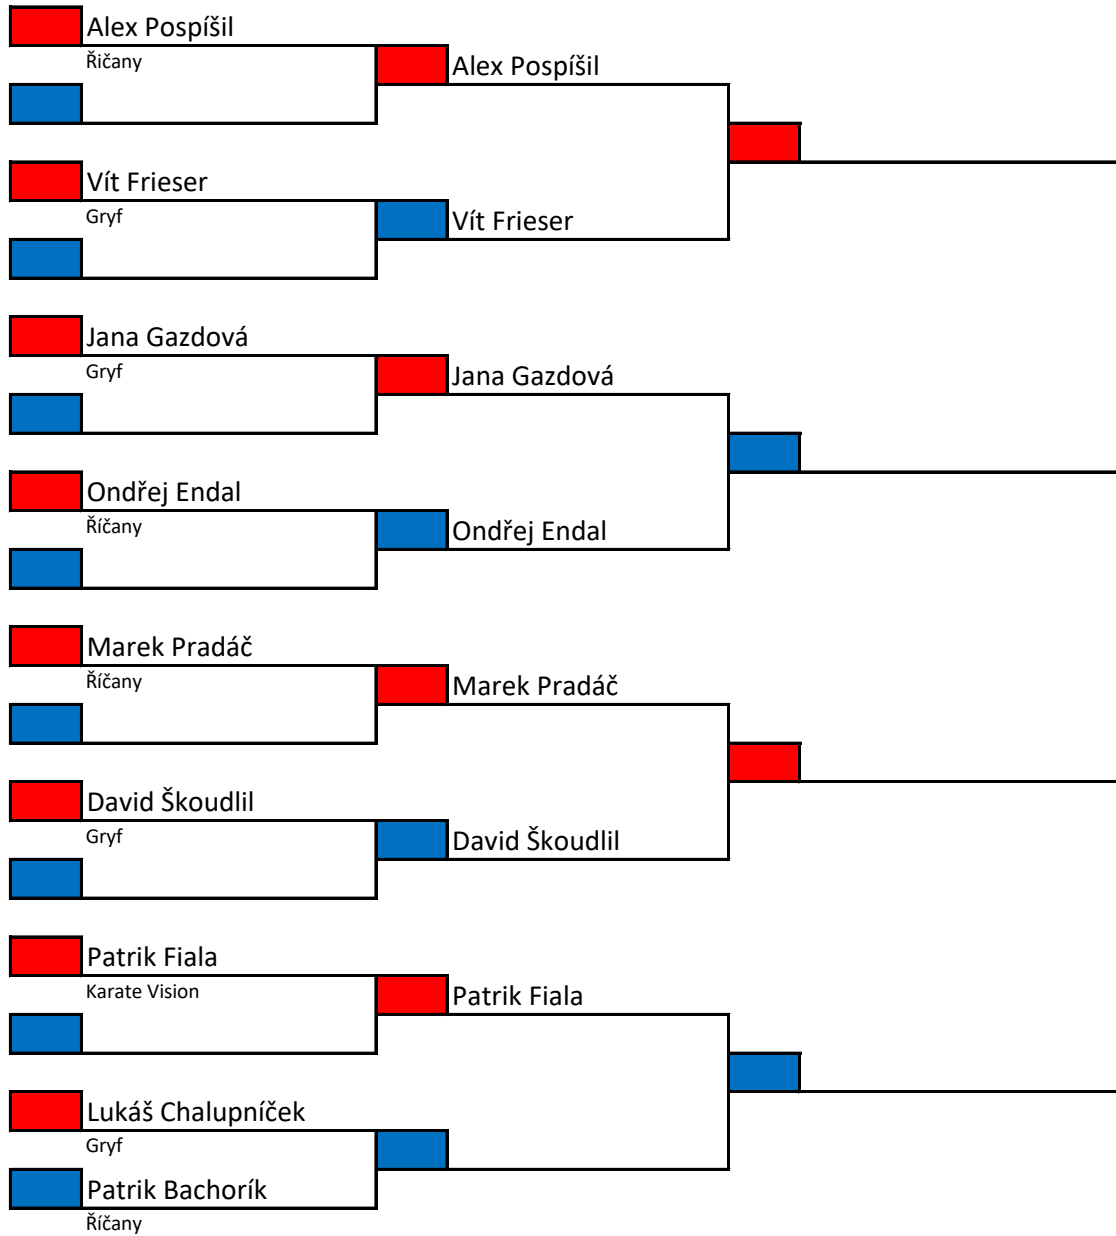 Alex Pospíšil
Řičany
Alex Pospíšil
Vít Frieser
Gryf
Vít Frieser
Jana Gazdová
Gryf
Jana Gazdová
Ondřej Endal
Říčany
Ondřej Endal
Marek Pradáč
Říčany
Marek Pradáč
David Škoudlil
Gryf
David Škoudlil
Patrik Fiala
Karate Vision
Patrik Fiala
Lukáš Chalupníček
Gryf
Patrik Bachorík
Říčany